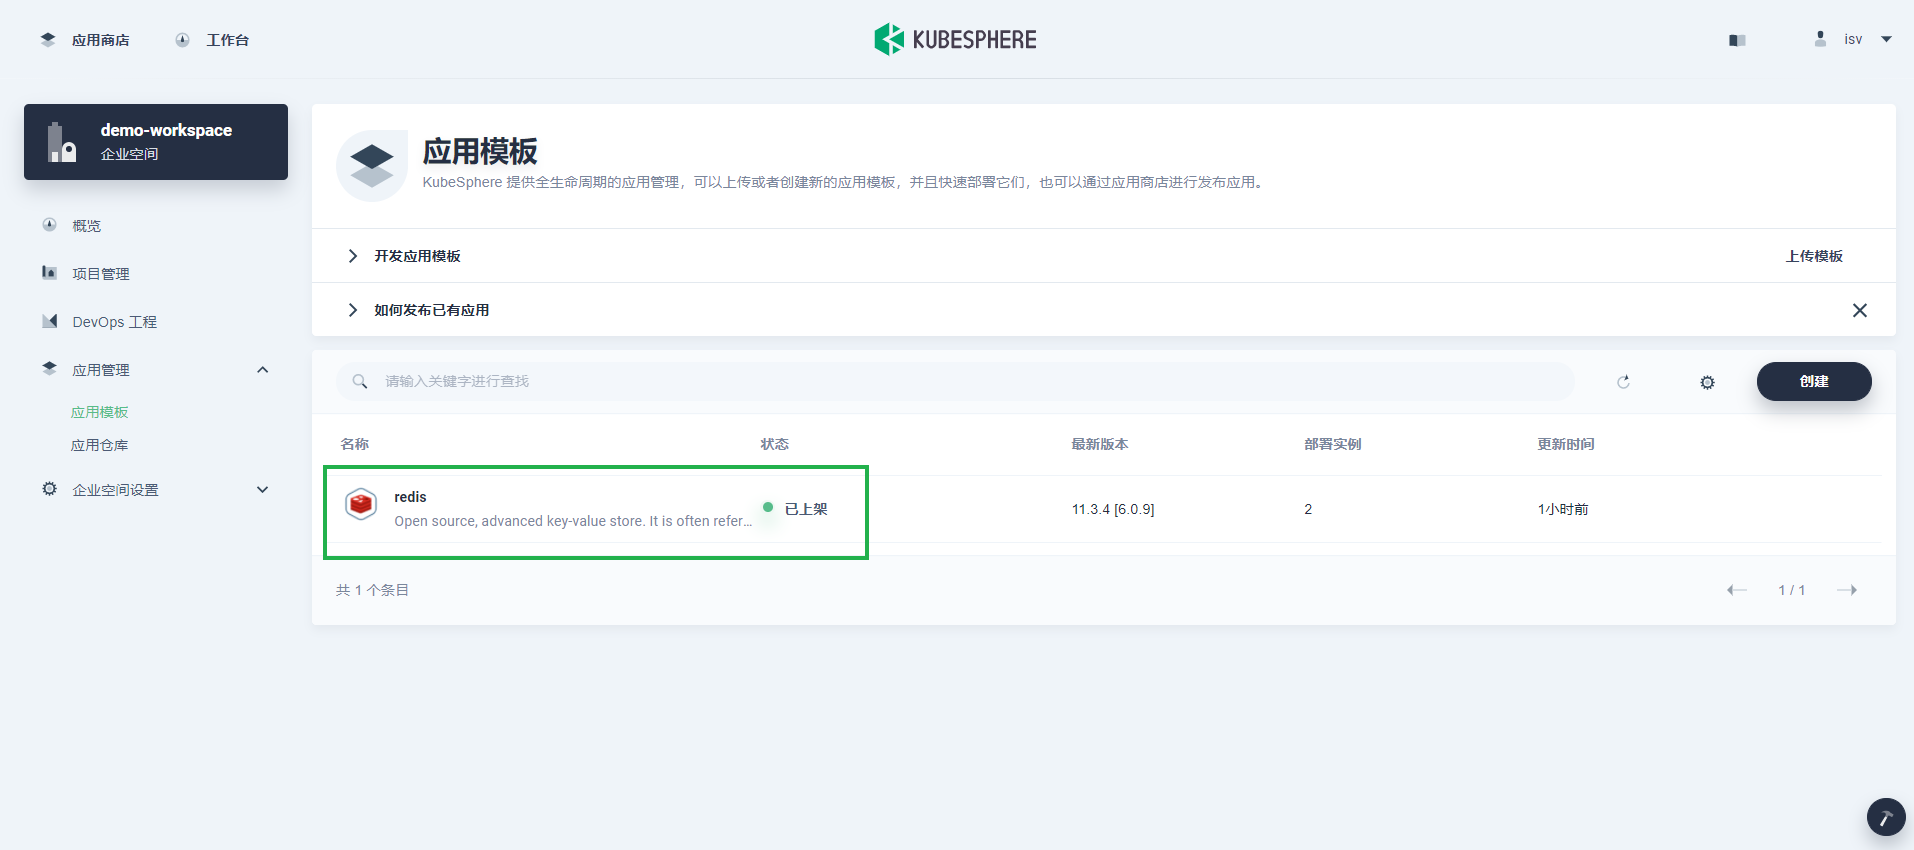 应用商店 工作台 KUBESPHERE isv
demo-workspace
企业空间
概览
项目管理
DevOps 工程
应用管理
应用模板
应用仓库
企业空间设置
应用模板
KubeSphere 提供全生命周期的应用管理，可以上传或者创建新的应用模板，并且快速部署它们，也可以通过应用商店进行发布应用。
开发应用模板 上传模板
如何发布已有应用
请输入关键字进行查找 创建
名称 状态 最新版本 部署实例 更新时间
redis
Open source, advanced key-value store. It is often refer...
已上架 11.3.4 [6.0.9] 2 1小时前
共 1 个条目 1 / 1